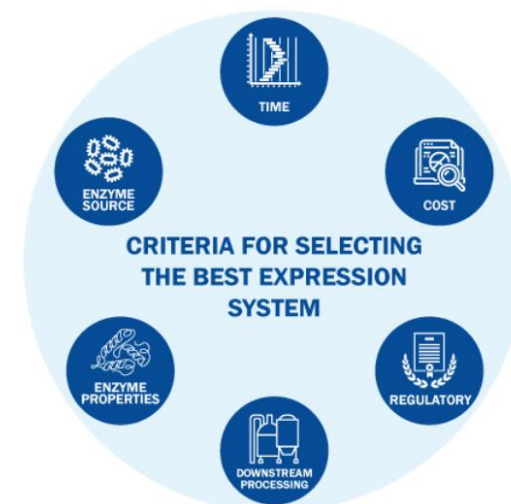 TIME
COST
ENZYME
SOURCE
CRITERIA FOR SELECTING
THE BEST EXPRESSION
SYSTEM
ENZYME
PROPERTIES
REGULATORY
DOWNSTREAM
PROCESSING